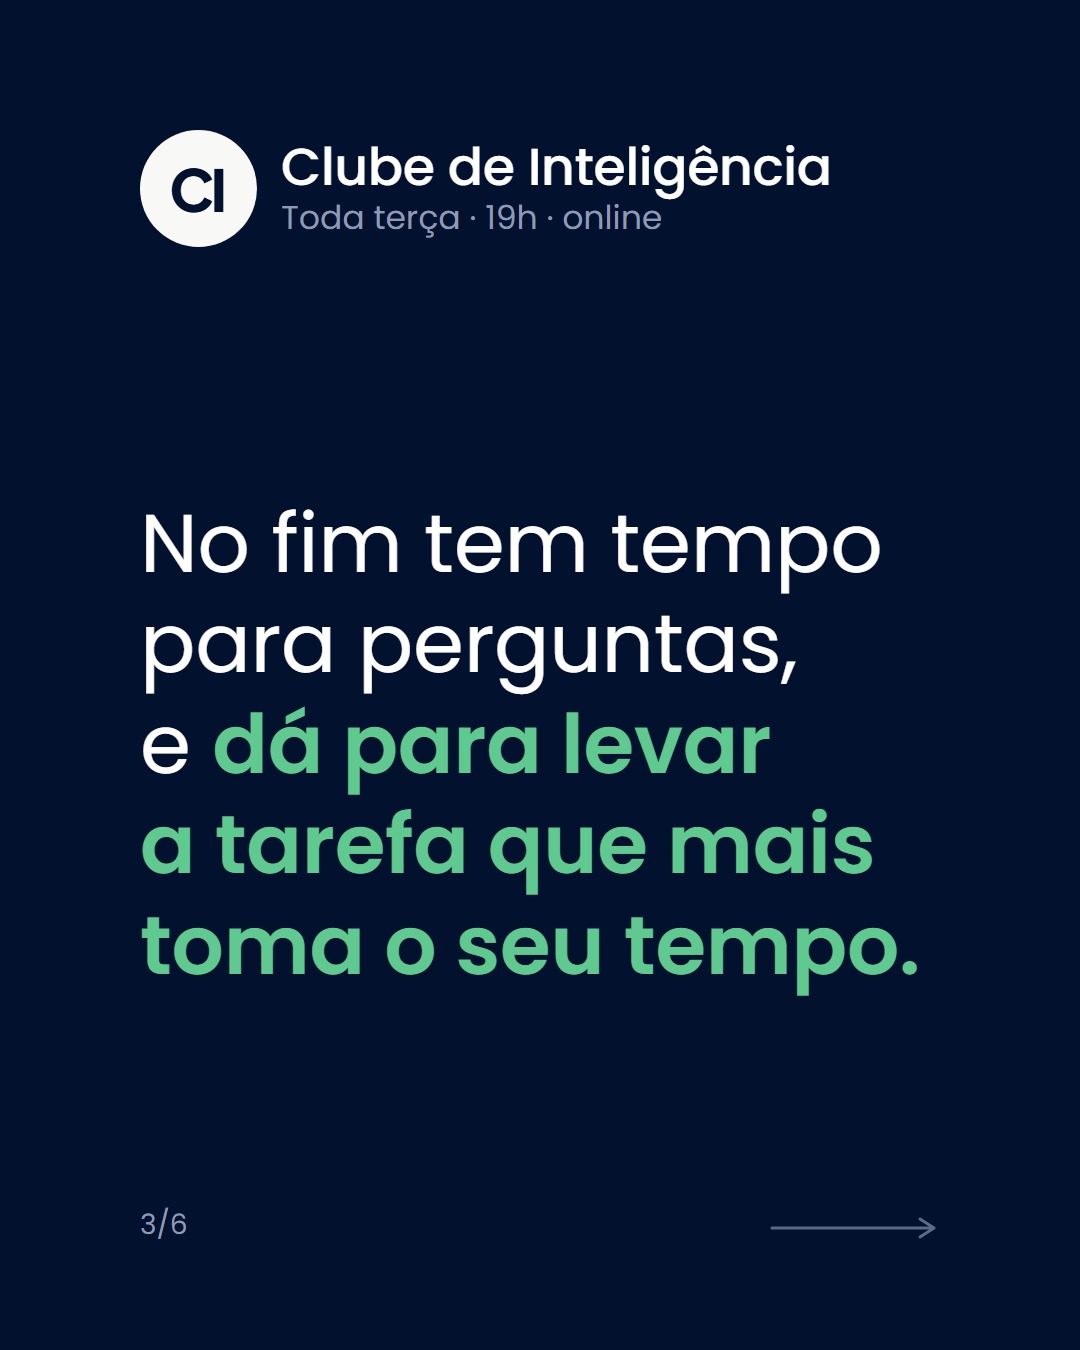 CI
Clube de Inteligência
Toda terça · 19h · online
No fim tem tempo
para perguntas,
e dá para levar
a tarefa que mais
toma o seu tempo.
3/6